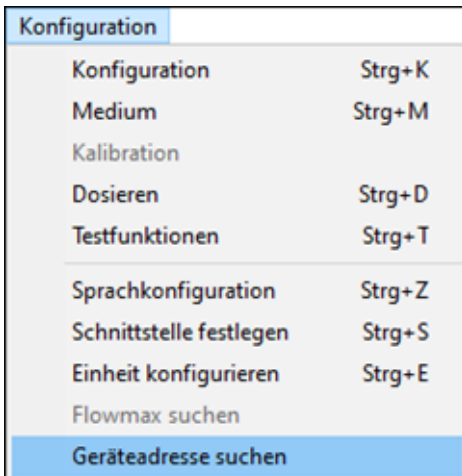 Konfiguration
Konfiguration Strg+K
Medium Strg+M
Kalibration
Dosieren Strg+D
Testfunktionen Strg+T
Sprachkonfiguration Strg+Z
Schnittstelle festlegen Strg+S
Einheit konfigurieren Strg+E
Flowmax suchen
Geräteadresse suchen